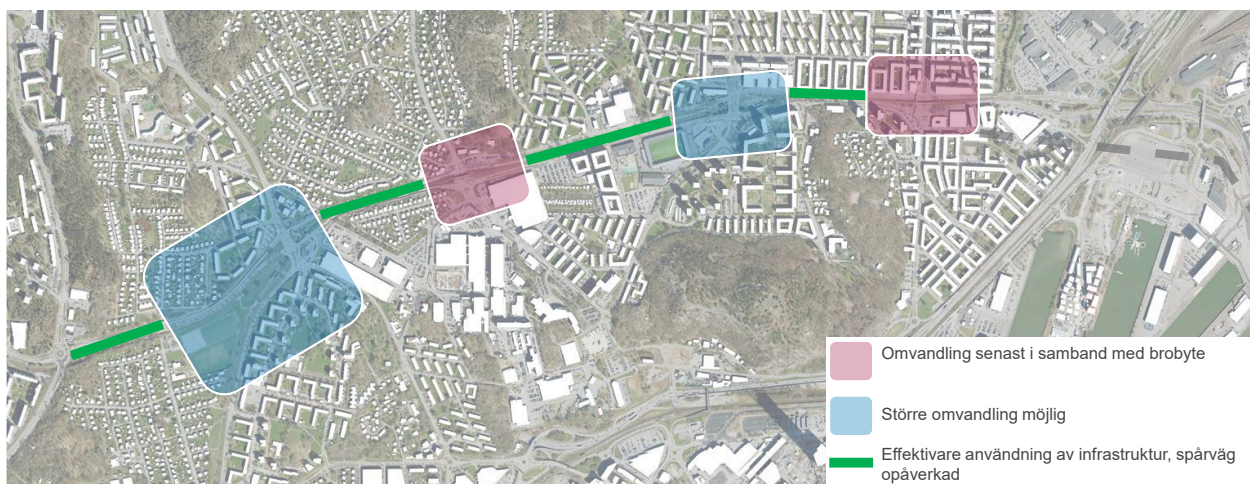 Omvandling senast i samband med brobyte
Större omvandling möjlig
Effektivare användning av infrastruktur, spårväg
opåverkad